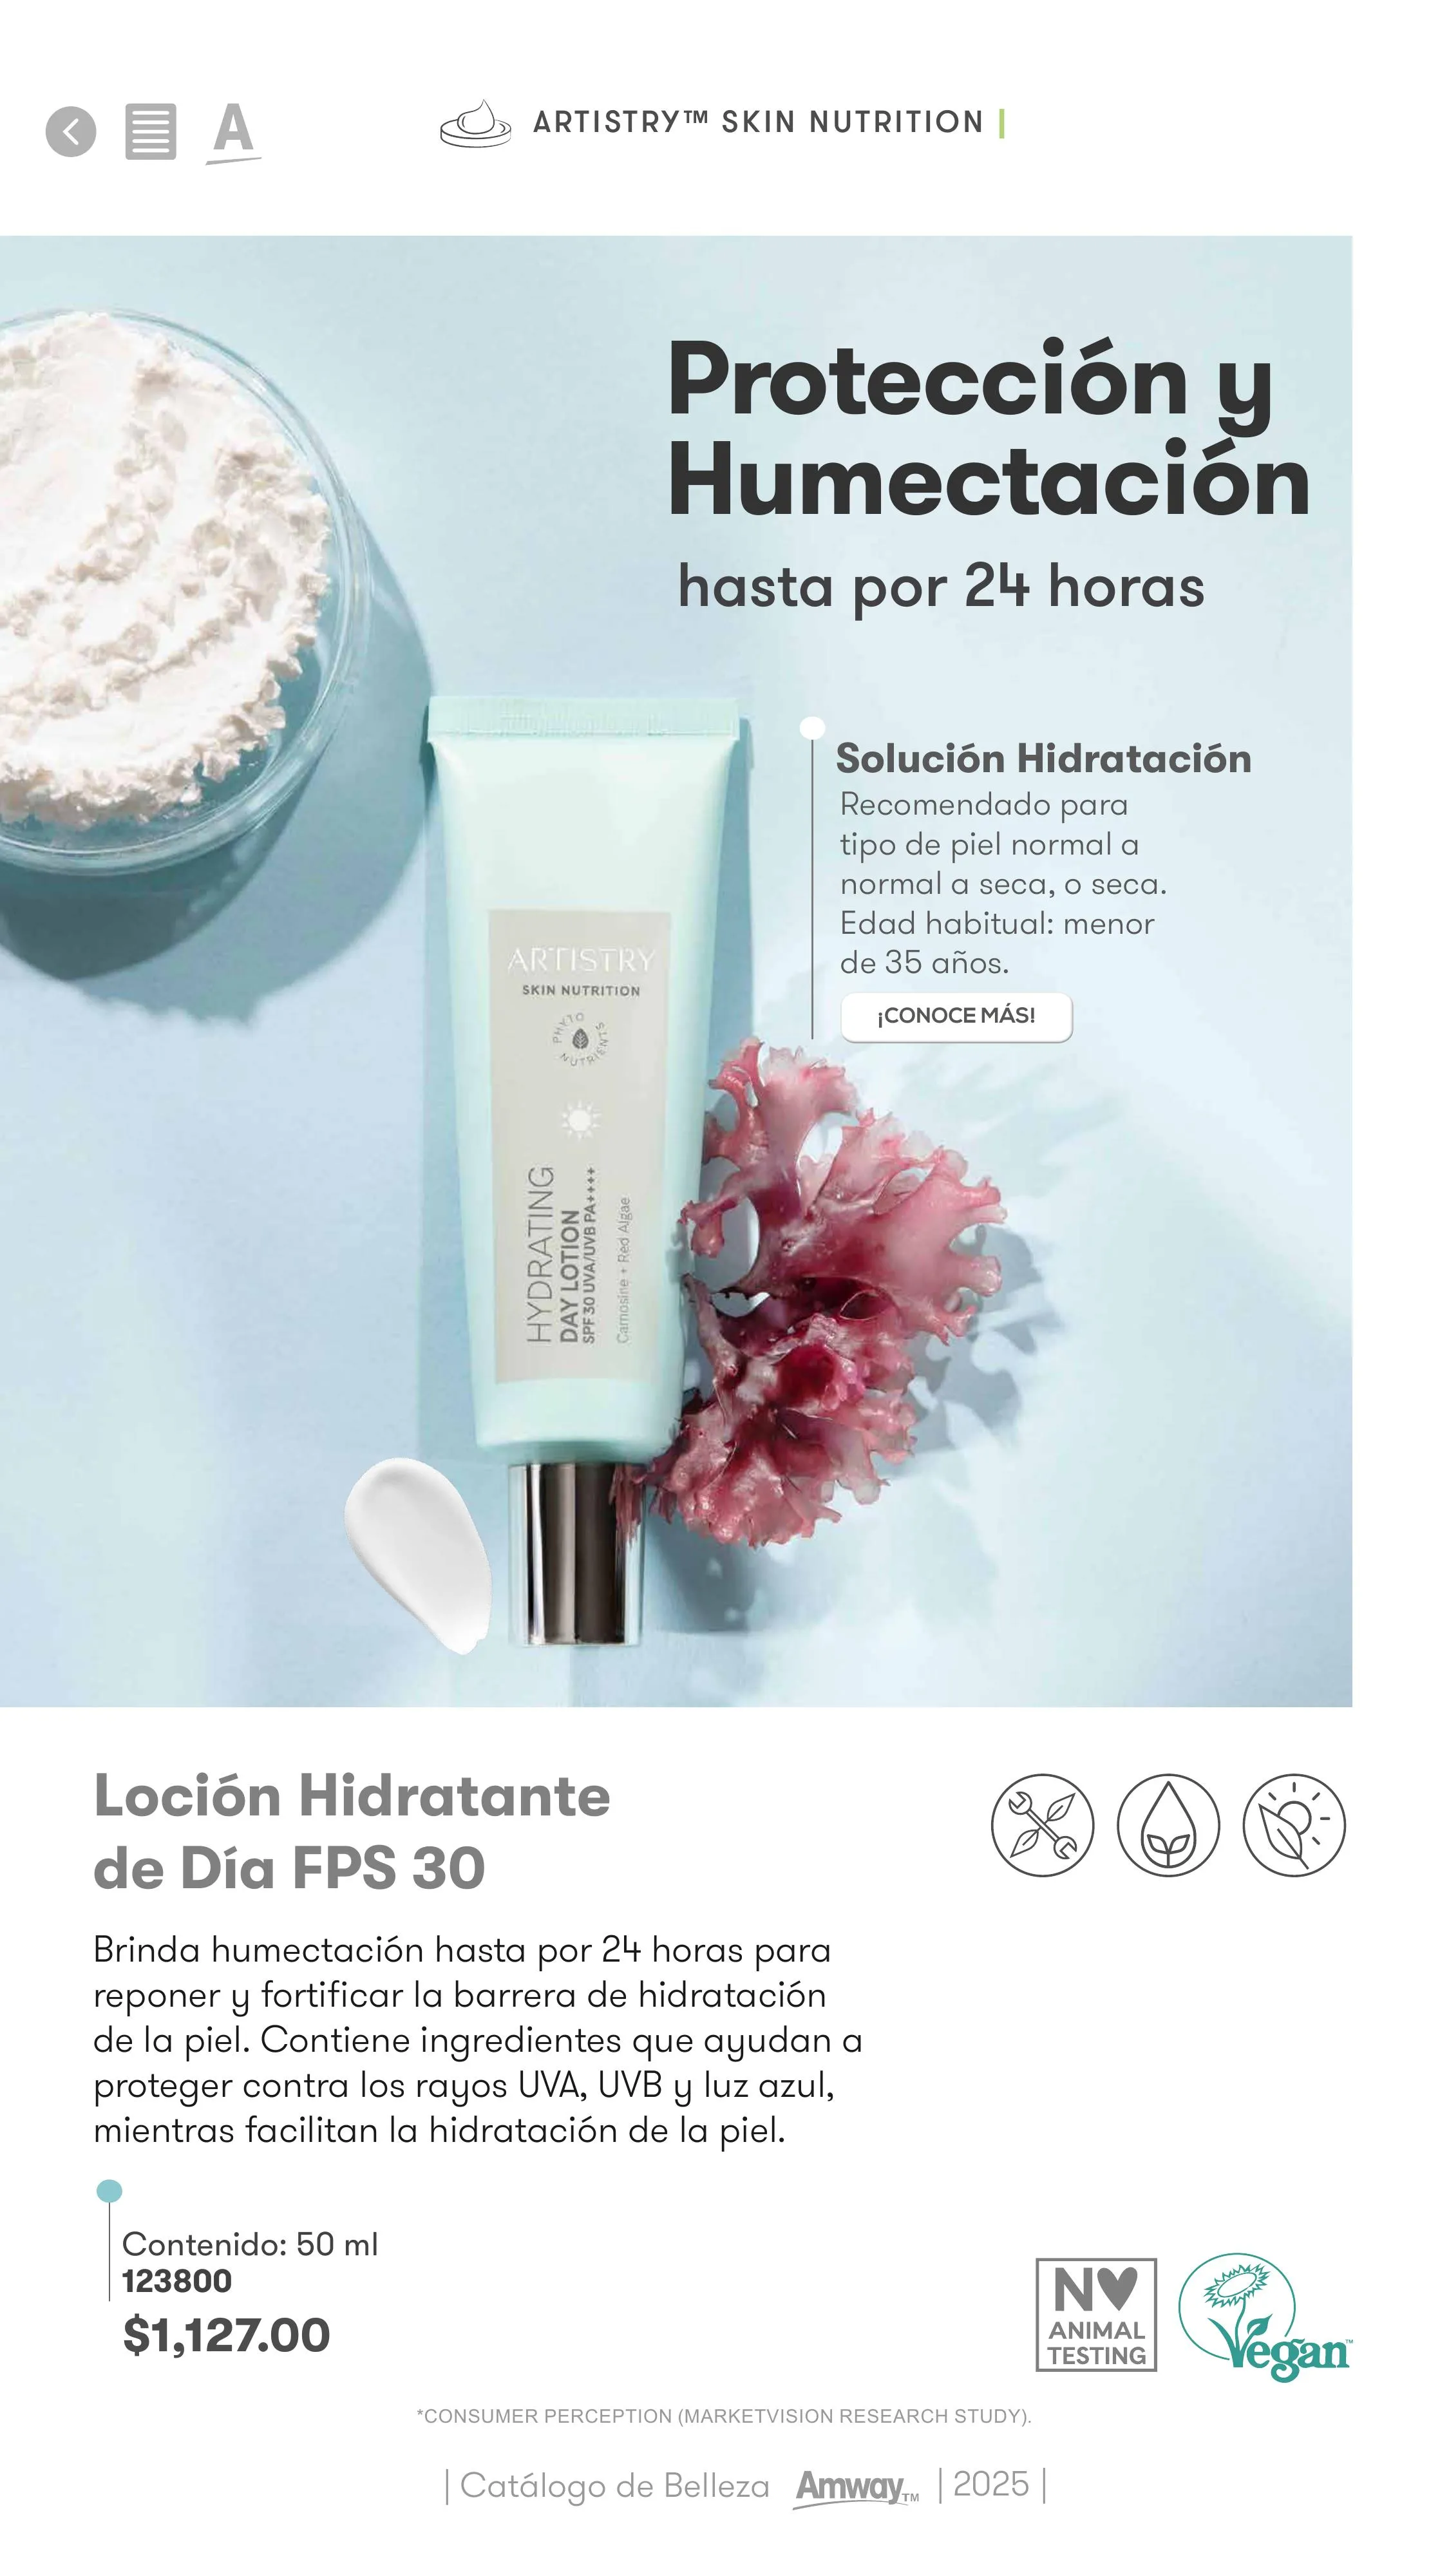 A
ARTISTRY™ SKIN NUTRITION
Protección y
Humectación
hasta por 24 horas
Solución Hidratación
Recomendado para
tipo de piel normal a
normal a seca, o seca.
Edad habitual: menor
de 35 años.
¡CONOCE MÁS!
ARTISTRY
SKIN NUTRITION
PHYTO
NUTRIENTS
HYDRATING
DAY LOTION
SPF 30 UVA/UVB PA++++
Carnosine + Red Algae
Loción Hidratante
de Día FPS 30
Brinda humectación hasta por 24 horas para
reponer y fortificar la barrera de hidratación
de la piel. Contiene ingredientes que ayudan a
proteger contra los rayos UVA, UVB y luz azul,
mientras facilitan la hidratación de la piel.
Contenido: 50 ml
123800
$1,127.00
N♥
ANIMAL
TESTING
Vegan™
*CONSUMER PERCEPTION (MARKETVISION RESEARCH STUDY).
| Catálogo de Belleza Amway™ | 2025 |